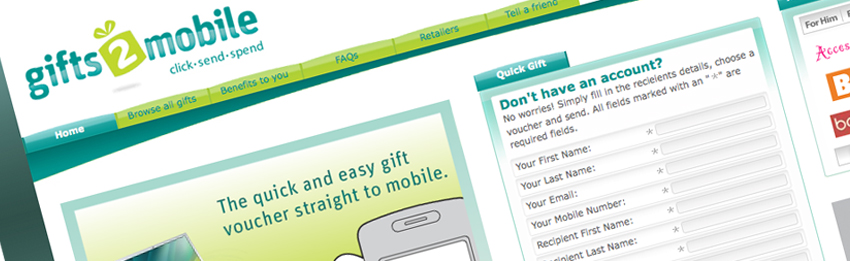 gifts2mobile
click·send·spend
Home
Browse all gifts
Benefits to you
FAQs
Retailers
Tell a friend
The quick and easy gift
voucher straight to mobile.
Quick Gift
Don't have an account?
No worries! Simply fill in the recieients details, choose a
voucher and send. All fields marked with an "*" are
required fields.
Your First Name: *
Your Last Name: *
Your Email: *
Your Mobile Number: *
Recipient First Name: *
Recipient Last Name: *
For Him